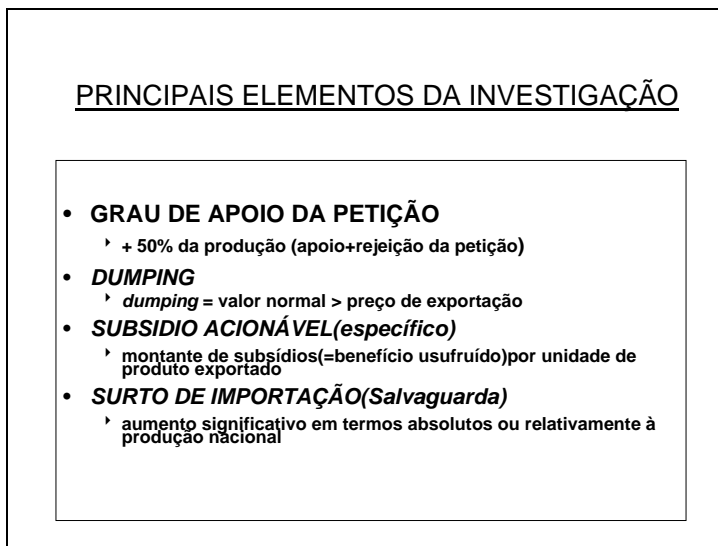 PRINCIPAIS ELEMENTOS DA INVESTIGAÇÃO
• GRAU DE APOIO DA PETIÇÃO
‣ + 50% da produção (apoio+rejeição da petição)
• DUMPING
‣ dumping = valor normal > preço de exportação
• SUBSIDIO ACIONÁVEL(específico)
‣ montante de subsídios(=benefício usufruído)por unidade de
produto exportado
• SURTO DE IMPORTAÇÃO(Salvaguarda)
‣ aumento significativo em termos absolutos ou relativamente à
produção nacional